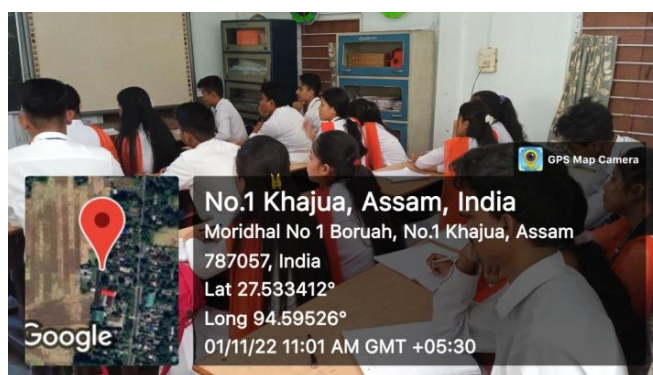 GPS Map Camera
No.1 Khajua, Assam, India
Moridhal No 1 Boruah, No.1 Khajua, Assam
787057, India
Lat 27.533412°
Long 94.59526°
01/11/22 11:01 AM GMT +05:30
Google